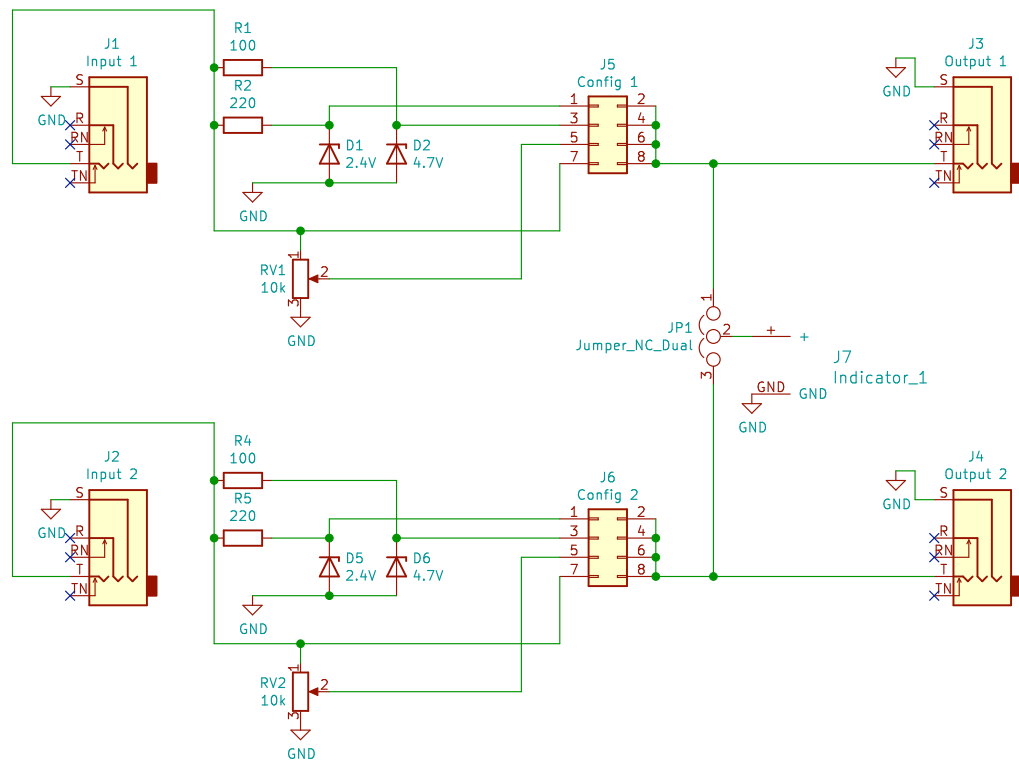 J1
Input 1
S
R
RN
T
TN
GND
R1
100
R2
220
D1
2.4V
D2
4.7V
GND
RV1
10k
1
2
3
GND
J5
Config 1
1
2
3
4
5
6
7
8
J3
Output 1
S
R
RN
T
TN
GND
JP1
Jumper_NC_Dual
1
2
3
+
+
J7
Indicator_1
GND
GND
GND
J2
Input 2
S
R
RN
T
TN
GND
R4
100
R5
220
D5
2.4V
D6
4.7V
GND
RV2
10k
1
2
3
GND
J6
Config 2
1
2
3
4
5
6
7
8
J4
Output 2
S
R
RN
T
TN
GND